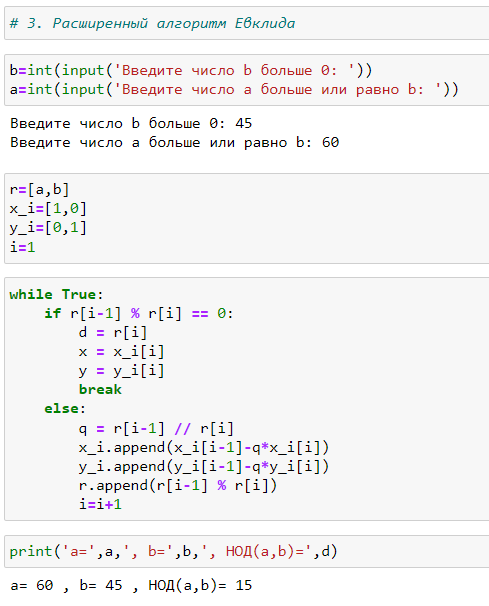 # 3. Расширенный алгоритм Евклида
b=int(input('Введите число b больше 0: '))
a=int(input('Введите число a больше или равно b: '))
Введите число b больше 0: 45
Введите число a больше или равно b: 60
r=[a,b]
x_i=[1,0]
y_i=[0,1]
i=1
while True:
    if r[i-1] % r[i] == 0:
        d = r[i]
        x = x_i[i]
        y = y_i[i]
        break
    else:
        q = r[i-1] // r[i]
        x_i.append(x_i[i-1]-q*x_i[i])
        y_i.append(y_i[i-1]-q*y_i[i])
        r.append(r[i-1] % r[i])
        i=i+1
print('a=',a,', b=',b,', НОД(a,b)=',d)
a= 60 , b= 45 , НОД(a,b)= 15